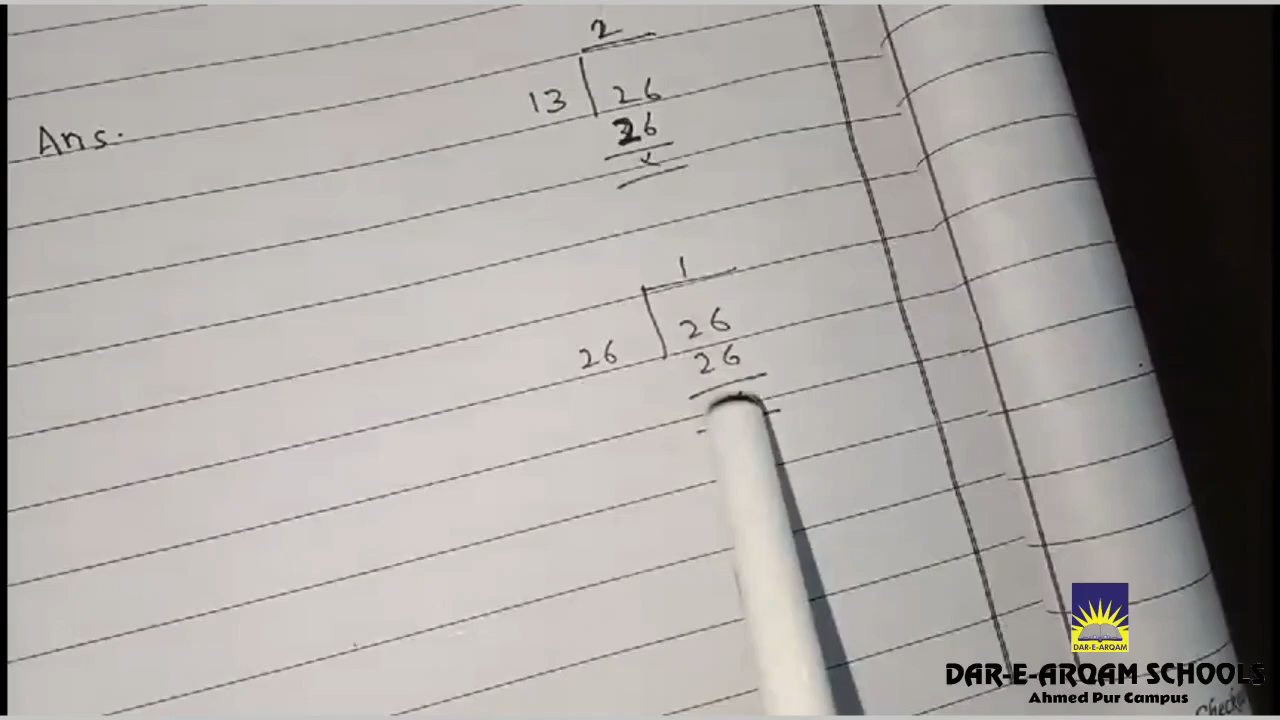 2
13 26
Ans.
26
x
1
26 26
26
DAR-E-ARQAM
DAR-E-ARQAM SCHOOLS
Ahmed Pur Campus